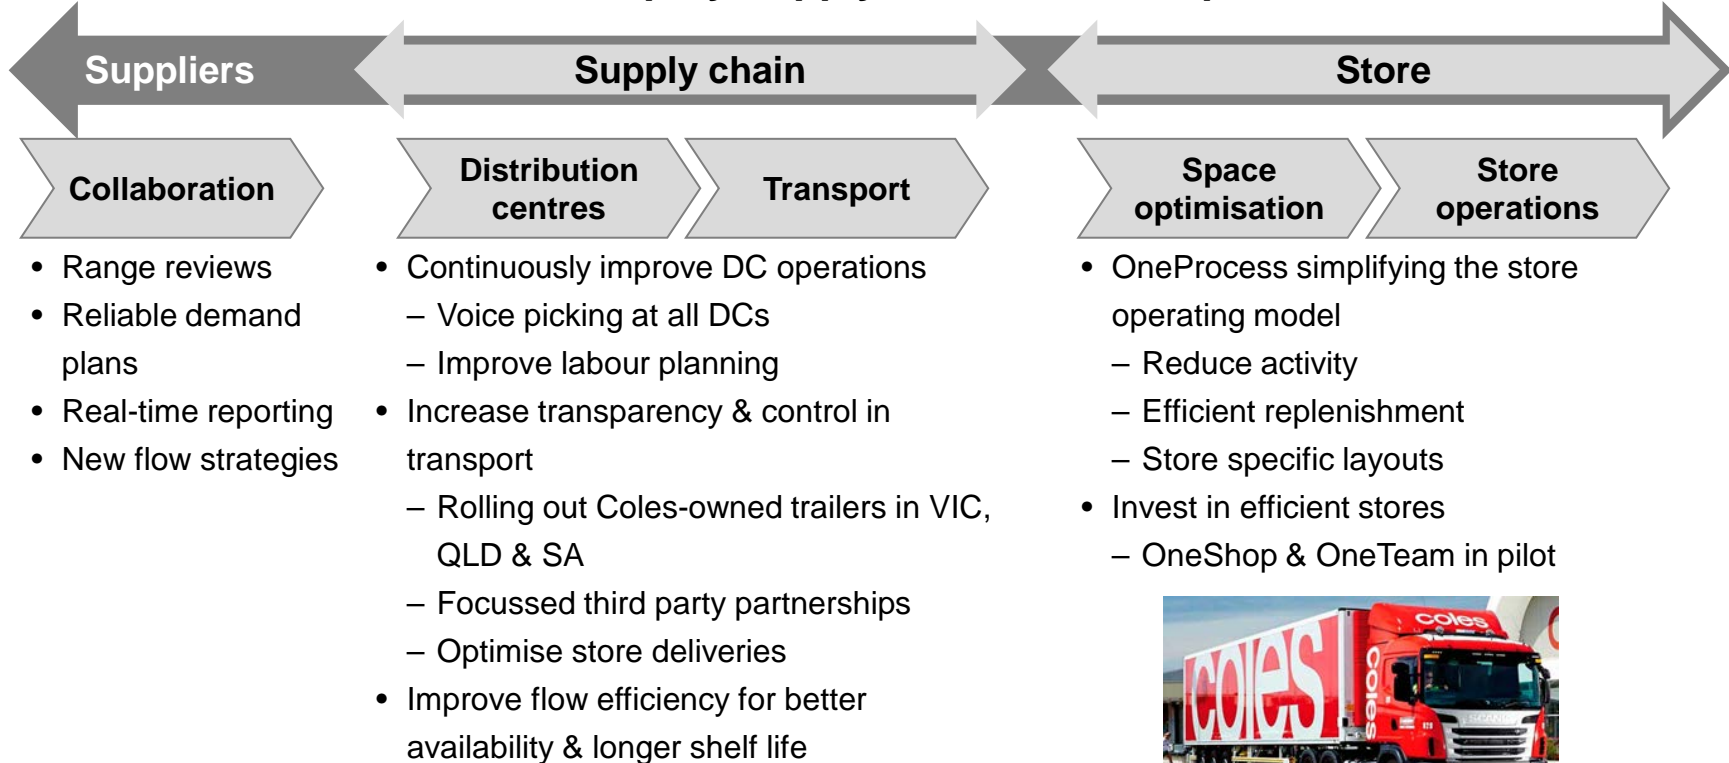 Suppliers
Supply chain
Store
Collaboration
Distribution
centres
Transport
Space
optimisation
Store
operations
• Range reviews
• Reliable demand
plans
• Real-time reporting
• New flow strategies
• Continuously improve DC operations
– Voice picking at all DCs
– Improve labour planning
• Increase transparency & control in
transport
– Rolling out Coles-owned trailers in VIC,
QLD & SA
– Focussed third party partnerships
– Optimise store deliveries
• Improve flow efficiency for better
availability & longer shelf life
• OneProcess simplifying the store
operating model
– Reduce activity
– Efficient replenishment
– Store specific layouts
• Invest in efficient stores
– OneShop & OneTeam in pilot
coles
coles
coles
SCANIA